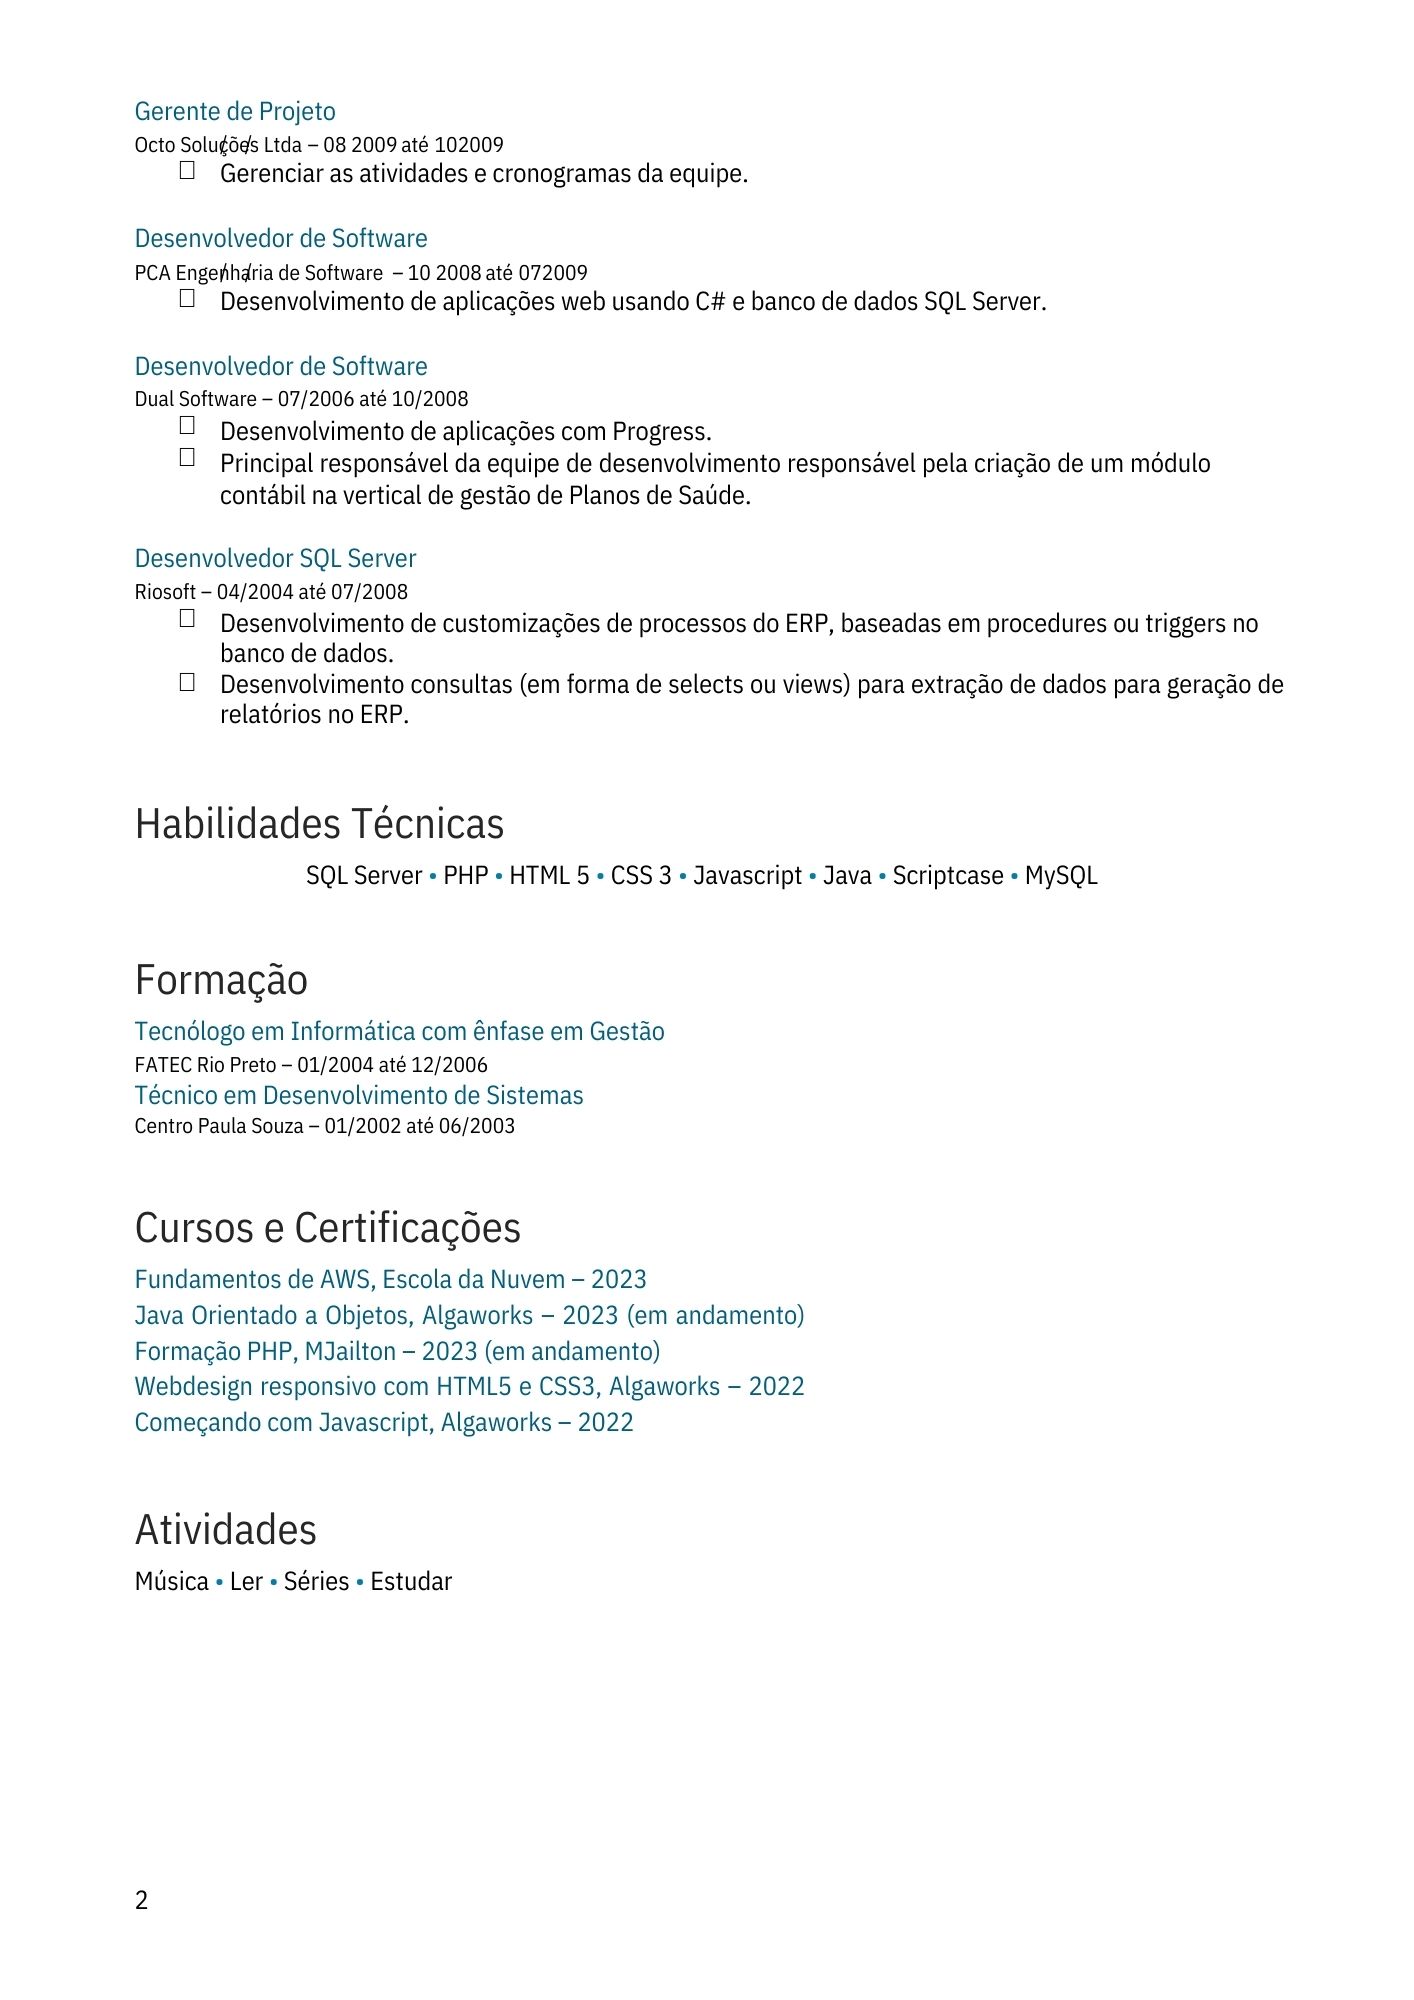 Gerente de Projeto
Octo Soluções Ltda – 08 2009 até 102009
Gerenciar as atividades e cronogramas da equipe.
Desenvolvedor de Software
PCA Engenharia de Software – 10 2008 até 072009
Desenvolvimento de aplicações web usando C# e banco de dados SQL Server.
Desenvolvedor de Software
Dual Software – 07/2006 até 10/2008
Desenvolvimento de aplicações com Progress.
Principal responsável da equipe de desenvolvimento responsável pela criação de um módulo
contábil na vertical de gestão de Planos de Saúde.
Desenvolvedor SQL Server
Riosoft – 04/2004 até 07/2008
Desenvolvimento de customizações de processos do ERP, baseadas em procedures ou triggers no
banco de dados.
Desenvolvimento consultas (em forma de selects ou views) para extração de dados para geração de
relatórios no ERP.
Habilidades Técnicas
SQL Server • PHP • HTML 5 • CSS 3 • Javascript • Java • Scriptcase • MySQL
Formação
Tecnólogo em Informática com ênfase em Gestão
FATEC Rio Preto – 01/2004 até 12/2006
Técnico em Desenvolvimento de Sistemas
Centro Paula Souza – 01/2002 até 06/2003
Cursos e Certificações
Fundamentos de AWS, Escola da Nuvem – 2023
Java Orientado a Objetos, Algaworks – 2023 (em andamento)
Formação PHP, MJailton – 2023 (em andamento)
Webdesign responsivo com HTML5 e CSS3, Algaworks – 2022
Começando com Javascript, Algaworks – 2022
Atividades
Música • Ler • Séries • Estudar
2